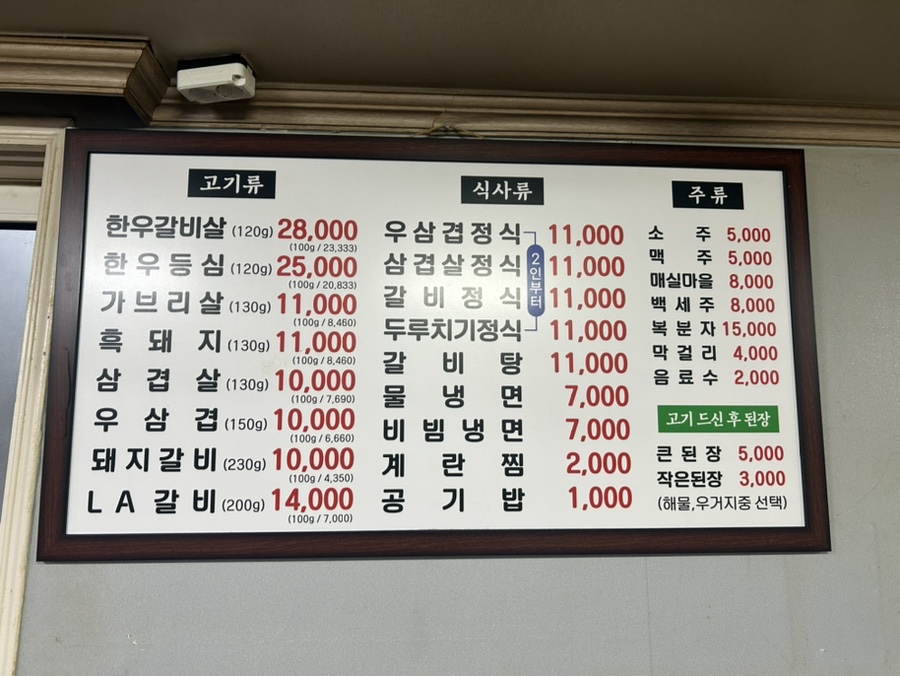 고기류
한우갈비살 (120g) 28,000
(100g / 23,333)
한우등심 (120g) 25,000
(100g / 20,833)
가브리살 (130g) 11,000
(100g / 8,460)
흑돼지 (130g) 11,000
(100g / 8,460)
삼겹살 (130g) 10,000
(100g / 7,690)
우삼겹 (150g) 10,000
(100g / 6,660)
돼지갈비 (230g) 10,000
(100g / 4,350)
LA갈비 (200g) 14,000
(100g / 7,000)
식사류
우삼겹정식 11,000
삼겹살정식 11,000
갈비정식 11,000
두루치기정식 11,000
2인부터
갈비탕 11,000
물냉면 7,000
비빔냉면 7,000
계란찜 2,000
공기밥 1,000
주류
소주 5,000
맥주 5,000
매실마을 8,000
백세주 8,000
복분자 15,000
막걸리 4,000
음료수 2,000
고기 드신 후 된장
큰된장 5,000
작은된장 3,000
(해물,우거지중 선택)